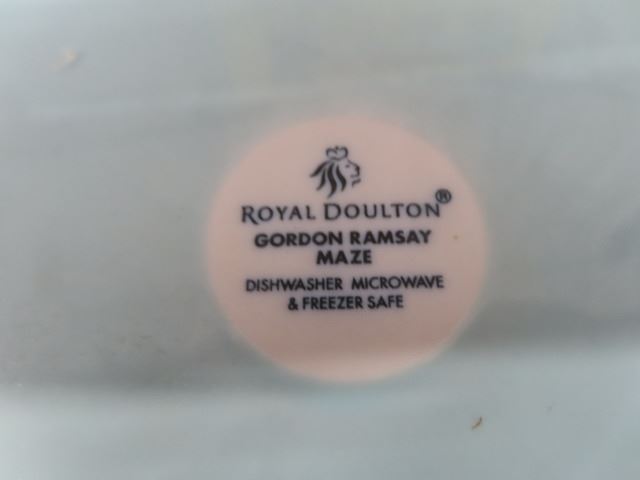 ROYAL DOULTON®
GORDON RAMSAY
MAZE
DISHWASHER MICROWAVE
& FREEZER SAFE